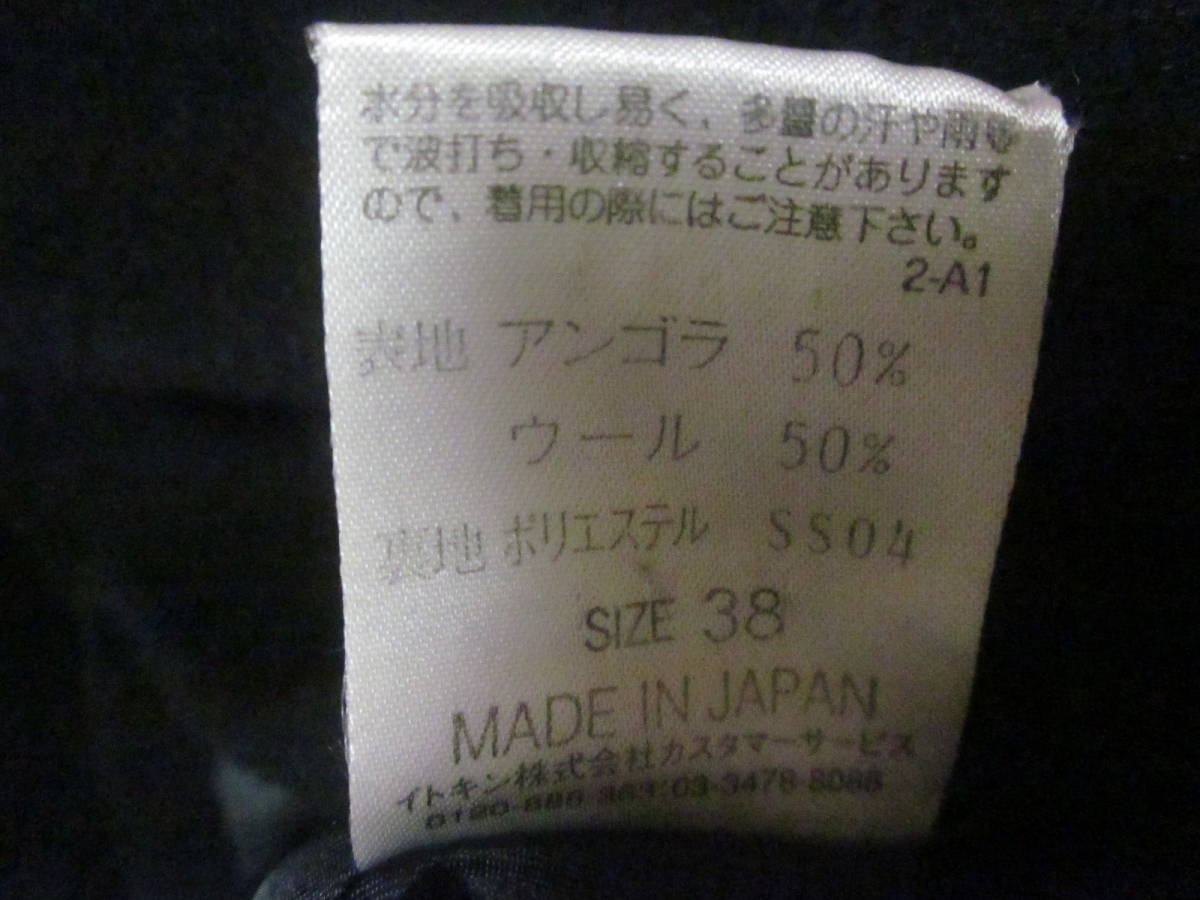 水分を吸収し易く、多量の汗や雨等
で波打ち・収縮することがあります
ので、着用の際にはご注意下さい。
2-A1
表地 アンゴラ 50%
ウール 50%
裏地 ポリエステル SS04
SIZE 38
MADE IN JAPAN
イトキン株式会社カスタマーサービス
03-3478-8088